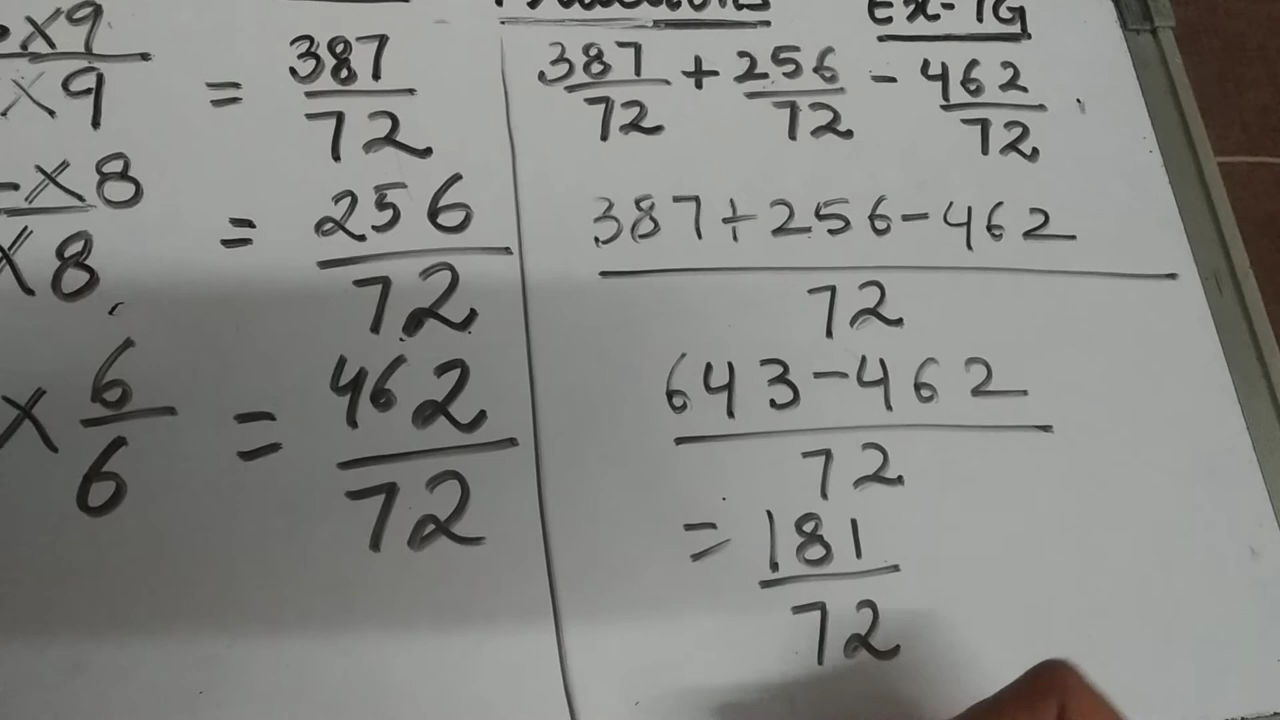 Ex-1G
×9/×9 = 387/72
×8/×8 = 256/72
× 6/6 = 462/72
387/72 + 256/72 - 462/72
387+256-462
72
643-462
72
= 181/72